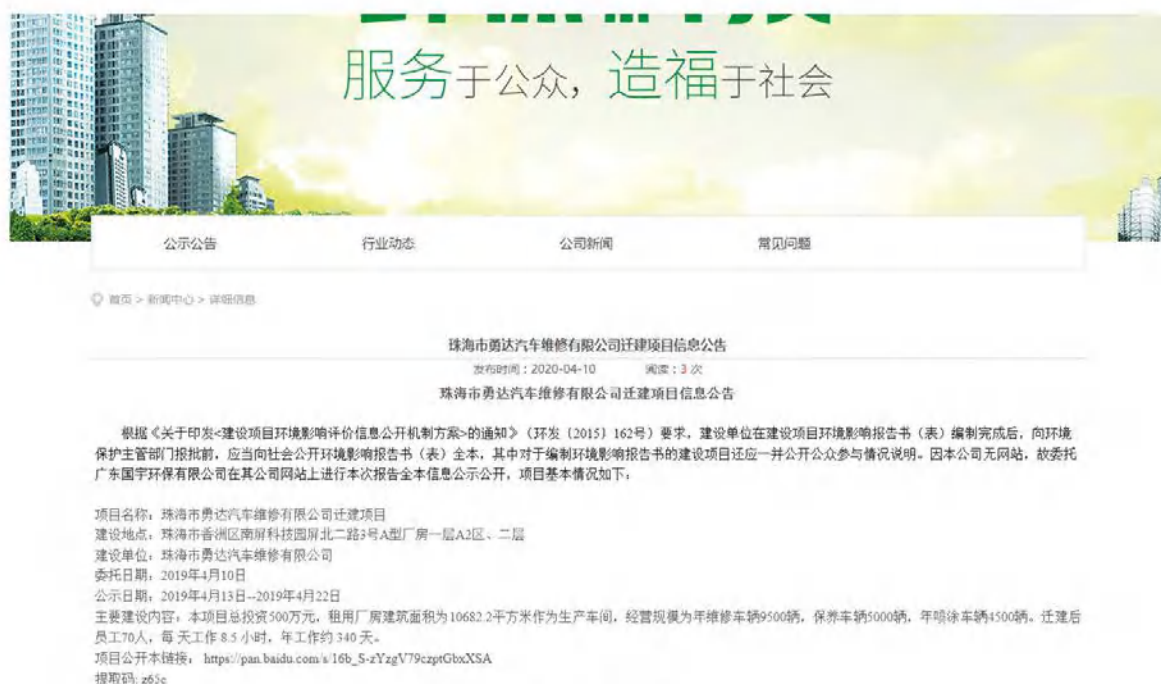 服务于公众，造福于社会
公示公告 行业动态 公司新闻 常见问题
首页 > 新闻中心 > 详细信息
珠海市勇达汽车维修有限公司迁建项目信息公告
发布时间：2020-04-10 阅读：3 次
珠海市勇达汽车维修有限公司迁建项目信息公告
根据《关于印发<建设项目环境影响评价信息公开机制方案>的通知》（环发〔2015〕162号）要求，建设单位在建设项目环境影响报告书（表）编制完成后，向环境
保护主管部门报批前，应当向社会公开环境影响报告书（表）全本，其中对于编制环境影响报告书的建设项目还应一并公开公众参与情况说明。因本公司无网站，故委托
广东国宇环保有限公司在其公司网站上进行本次报告全本信息公示公开，项目基本情况如下：
项目名称：珠海市勇达汽车维修有限公司迁建项目
建设地点：珠海市香洲区南屏科技园屏北二路3号A型厂房一层A2区、二层
建设单位：珠海市勇达汽车维修有限公司
委托日期：2019年4月10日
公示日期：2019年4月13日--2019年4月22日
主要建设内容：本项目总投资500万元，租用厂房建筑面积为10682.2平方米作为生产车间，经营规模为年维修车辆9500辆，保养车辆5000辆，年喷涂车辆4500辆。迁建后
员工70人，每 天工作 8.5 小时，年工作约 340 天。
项目公开本链接： https://pan.baidu.com/s/16b_S-zYzgV79czptGbxXSA
提取码: z65c